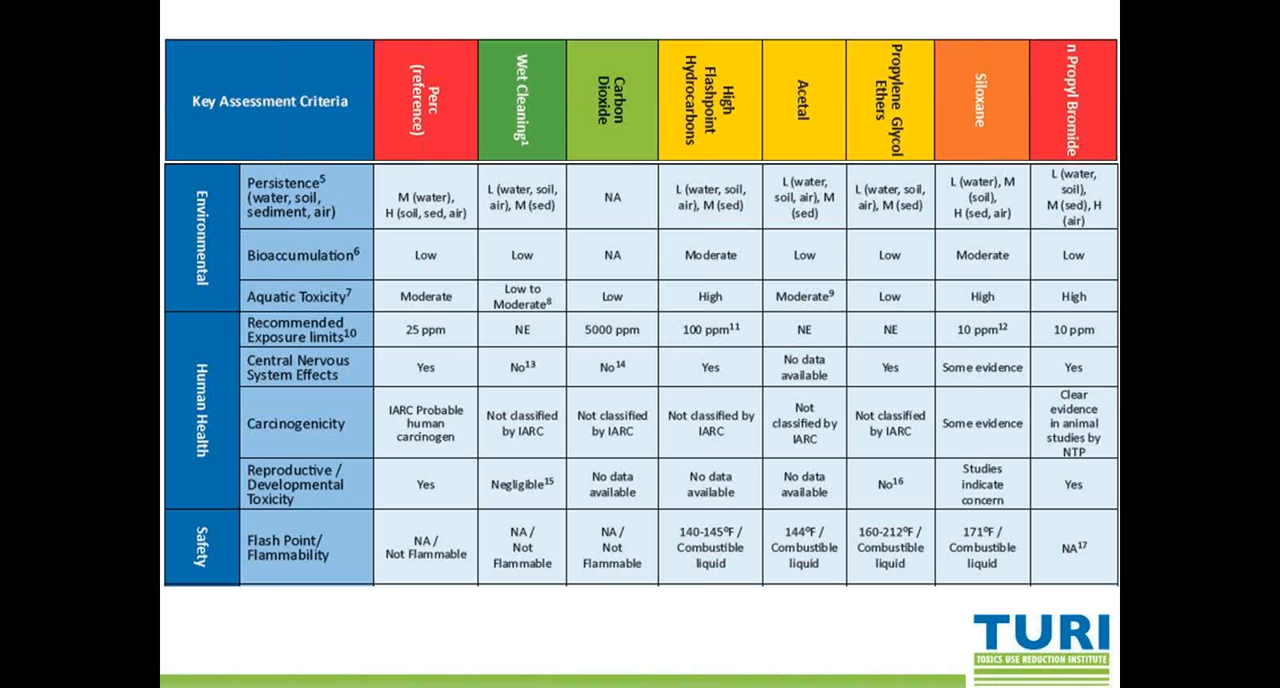 Key Assessment Criteria
Perc
(reference)
Wet Cleaning1
Carbon
Dioxide
High
Flashpoint
Hydrocarbons
Acetal
Propylene Glycol
Ethers
Siloxane
n Propyl Bromide
Environmental
Persistence5
(water, soil,
sediment, air)
M (water),
H (soil, sed, air)
L (water, soil,
air), M (sed)
NA
L (water, soil,
air), M (sed)
L (water,
soil, air), M
(sed)
L (water, soil,
air), M (sed)
L (water), M
(soil),
H (sed, air)
L (water,
soil),
M (sed), H
(air)
Bioaccumulation6
Low
Low
NA
Moderate
Low
Low
Moderate
Low
Aquatic Toxicity7
Moderate
Low to
Moderate8
Low
High
Moderate9
Low
High
High
Human Health
Recommended
Exposure limits10
25 ppm
NE
5000 ppm
100 ppm11
NE
NE
10 ppm12
10 ppm
Central Nervous
System Effects
Yes
No13
No14
Yes
No data
available
Yes
Some evidence
Yes
Carcinogenicity
IARC Probable
human
carcinogen
Not classified
by IARC
Not classified
by IARC
Not classified by
IARC
Not
classified by
IARC
Not classified
by IARC
Some evidence
Clear
evidence
in animal
studies by
NTP
Reproductive /
Developmental
Toxicity
Yes
Negligible15
No data
available
No data
available
No data
available
No16
Studies
indicate
concern
Yes
Safety
Flash Point/
Flammability
NA /
Not Flammable
NA /
Not
Flammable
NA /
Not
Flammable
140-145ºF /
Combustible
liquid
144ºF /
Combustible
liquid
160-212ºF /
Combustible
liquid
171ºF /
Combustible
liquid
NA17
TURI
TOXICS USE REDUCTION INSTITUTE